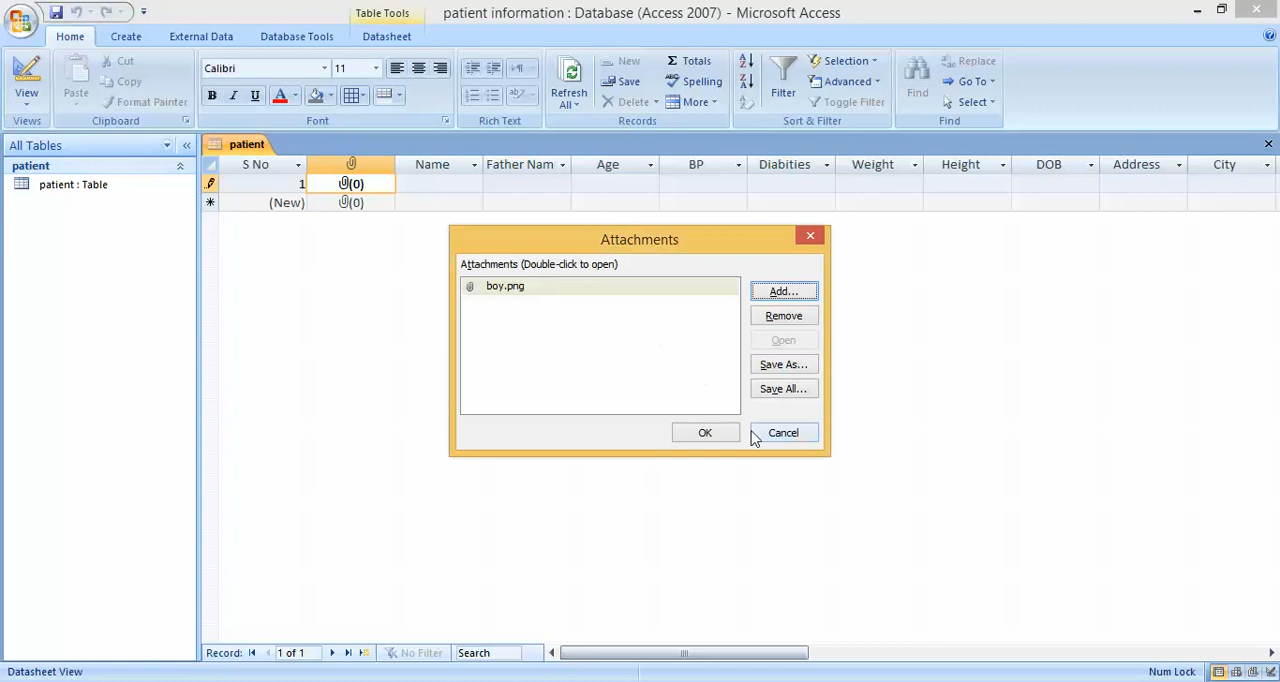 Table Tools
patient information : Database (Access 2007) - Microsoft Access
Home Create External Data Database Tools Datasheet
View
Views
Paste
Cut
Copy
Format Painter
Clipboard
Calibri 11
B I U A
Font
Rich Text
Refresh All
New
Save
Delete
Totals
Spelling
More
Records
Filter
Selection
Advanced
Toggle Filter
Sort & Filter
Find
Replace
Go To
Select
Find
All Tables
patient
patient : Table
patient
S No Name Father Nam Age BP Diabities Weight Height DOB Address City
1 (0)
(New) (0)
Attachments
Attachments (Double-click to open)
boy.png
Add...
Remove
Open
Save As...
Save All...
OK Cancel
Record: 1 of 1 No Filter Search
Datasheet View
Num Lock